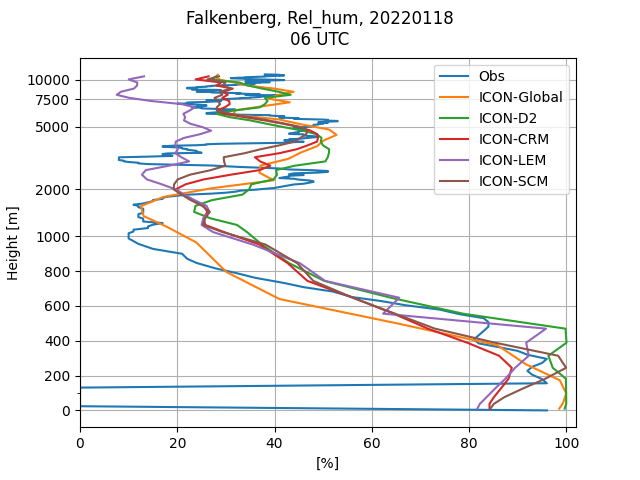 Falkenberg, Rel_hum, 20220118
06 UTC
Obs
ICON-Global
ICON-D2
ICON-CRM
ICON-LEM
ICON-SCM
Height [m]
10000
7500
5000
2000
1000
800
600
400
200
0
0 20 40 60 80 100
[%]